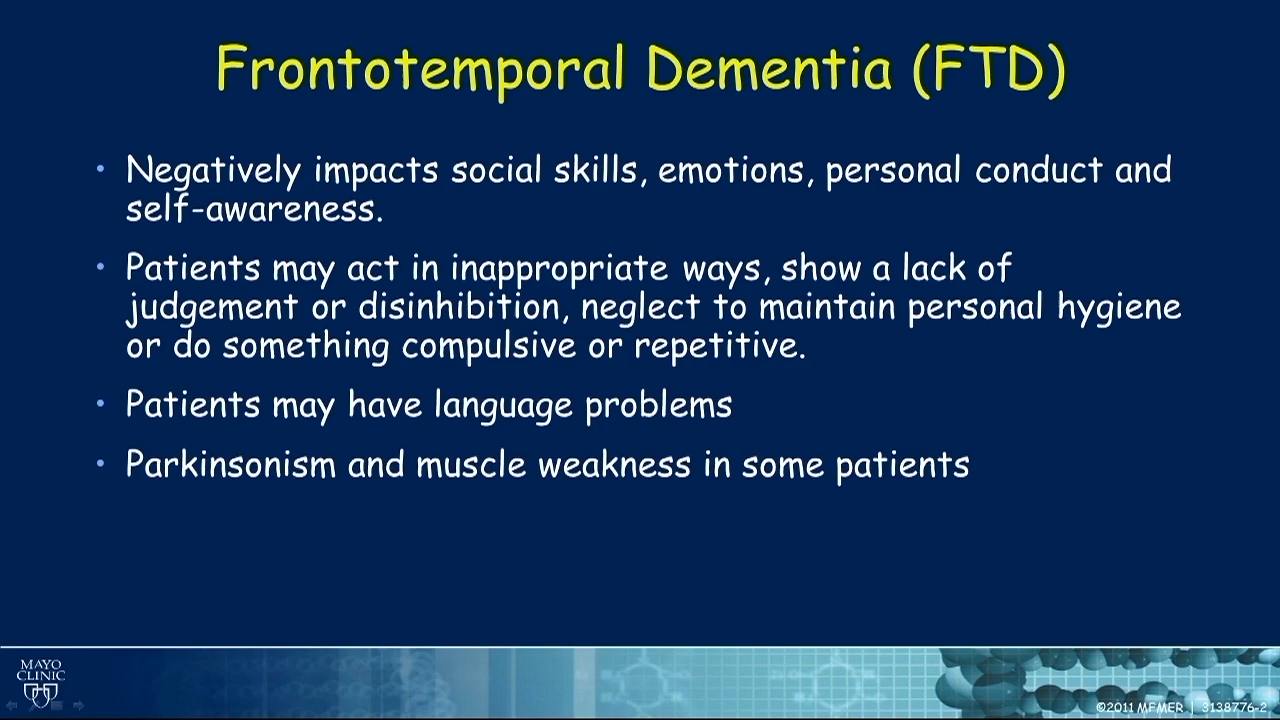 Frontotemporal Dementia (FTD)
• Negatively impacts social skills, emotions, personal conduct and
self-awareness.
• Patients may act in inappropriate ways, show a lack of
judgement or disinhibition, neglect to maintain personal hygiene
or do something compulsive or repetitive.
• Patients may have language problems
• Parkinsonism and muscle weakness in some patients
MAYO
CLINIC
©2011 MFMER | 3138776-2